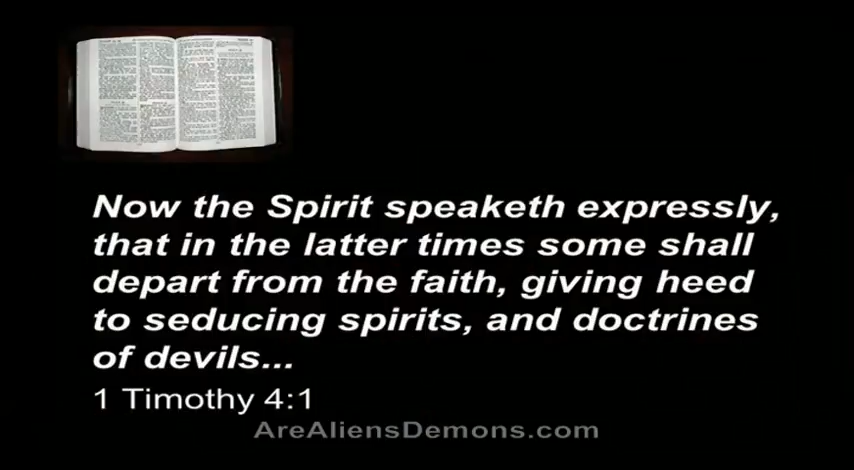 Now the Spirit speaketh expressly,
that in the latter times some shall
depart from the faith, giving heed
to seducing spirits, and doctrines
of devils...
1 Timothy 4:1
AreAliensDemons.com